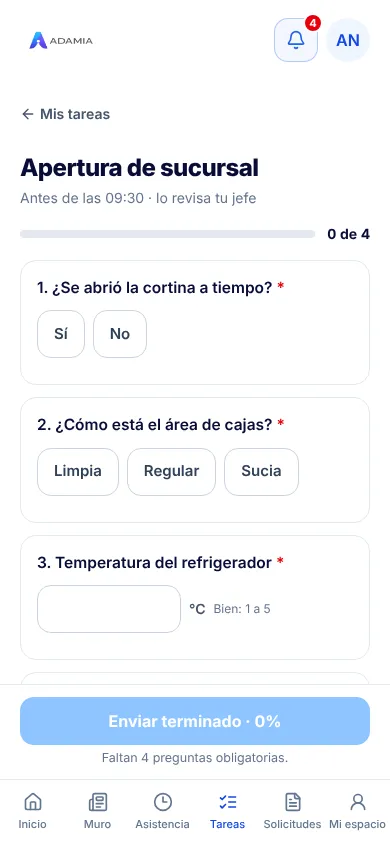 ADAMIA
4
AN
← Mis tareas
Apertura de sucursal
Antes de las 09:30 · lo revisa tu jefe
0 de 4
1. ¿Se abrió la cortina a tiempo? *
Sí No
2. ¿Cómo está el área de cajas? *
Limpia Regular Sucia
3. Temperatura del refrigerador *
°C Bien: 1 a 5
Enviar terminado · 0%
Faltan 4 preguntas obligatorias.
Inicio Muro Asistencia Tareas Solicitudes Mi espacio